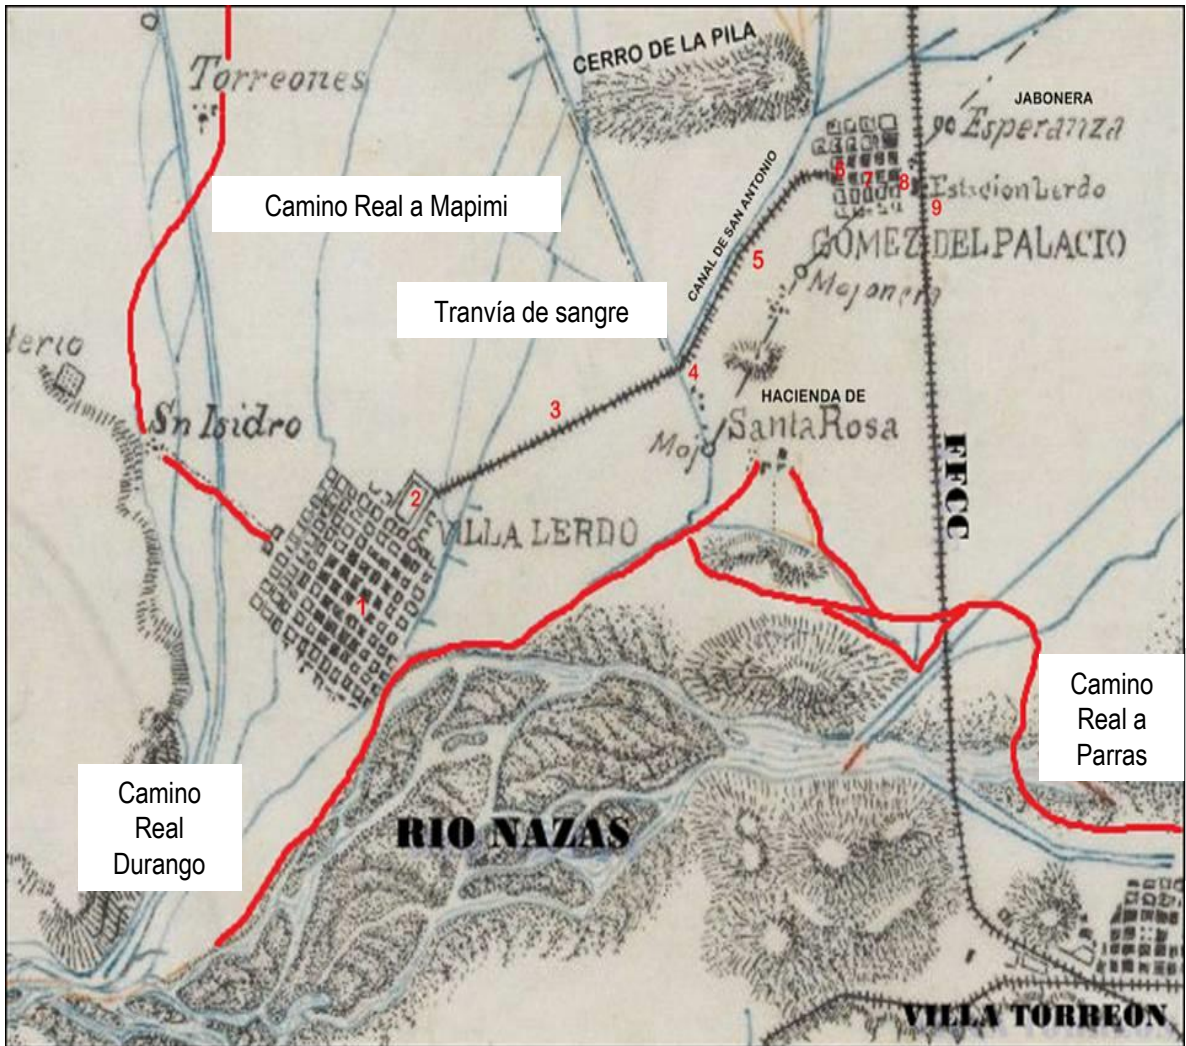 CERRO DE LA PILA
Torreones
JABONERA
Esperanza
Camino Real a Mapimi
CANAL DE SAN ANTONIO
6
7
8
Estacion Lerdo
9
GOMEZ DEL PALACIO
5
Mojonera
Tranvía de sangre
terio
4
HACIENDA DE
Santa Rosa
3
Moj
Sn Isidro
FFCC
2
VILLA LERDO
1
Camino
Real a
Parras
Camino
Real
Durango
RIO NAZAS
VILLA TORREON